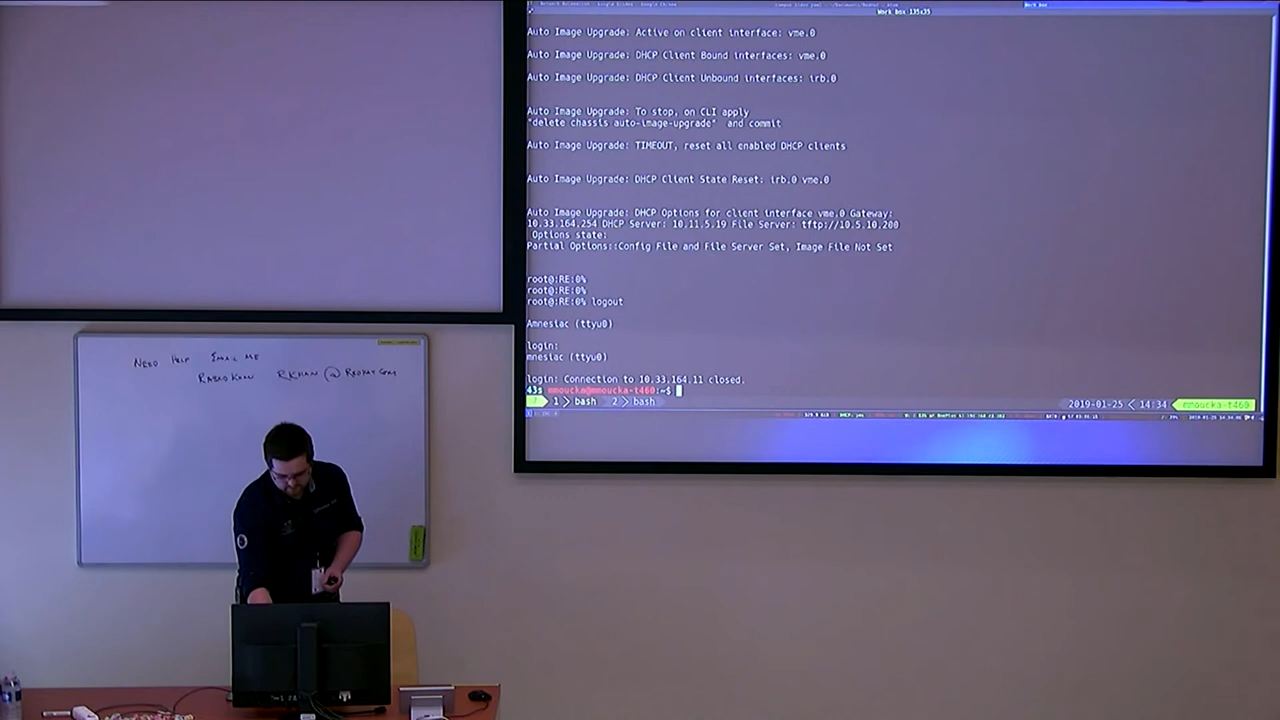 Work Box 135x35
Auto Image Upgrade: Active on client interface: vme.0
Auto Image Upgrade: DHCP Client Bound interfaces: vme.0
Auto Image Upgrade: DHCP Client Unbound interfaces: irb.0
Auto Image Upgrade: To stop, on CLI apply
"delete chassis auto-image-upgrade" and commit
Auto Image Upgrade: TIMEOUT, reset all enabled DHCP clients
Auto Image Upgrade: DHCP Client State Reset: irb.0 vme.0
Auto Image Upgrade: DHCP Options for client interface vme.0 Gateway:
10.33.164.254 DHCP Server: 10.11.5.19 File Server: tftp://10.5.10.200
Options state:
Partial Options::Config File and File Server Set, Image File Not Set
root@:RE:0%
root@:RE:0%
root@:RE:0% logout
Amnesiac (ttyu0)
login:
mnesiac (ttyu0)
login: Connection to 10.33.164.11 closed.
43s mmoucka@mmoucka-t460:~$
1 > bash 2 > bash 2019-01-25 < 14:34 mmoucka-t460
NEED HELP EMAIL ME